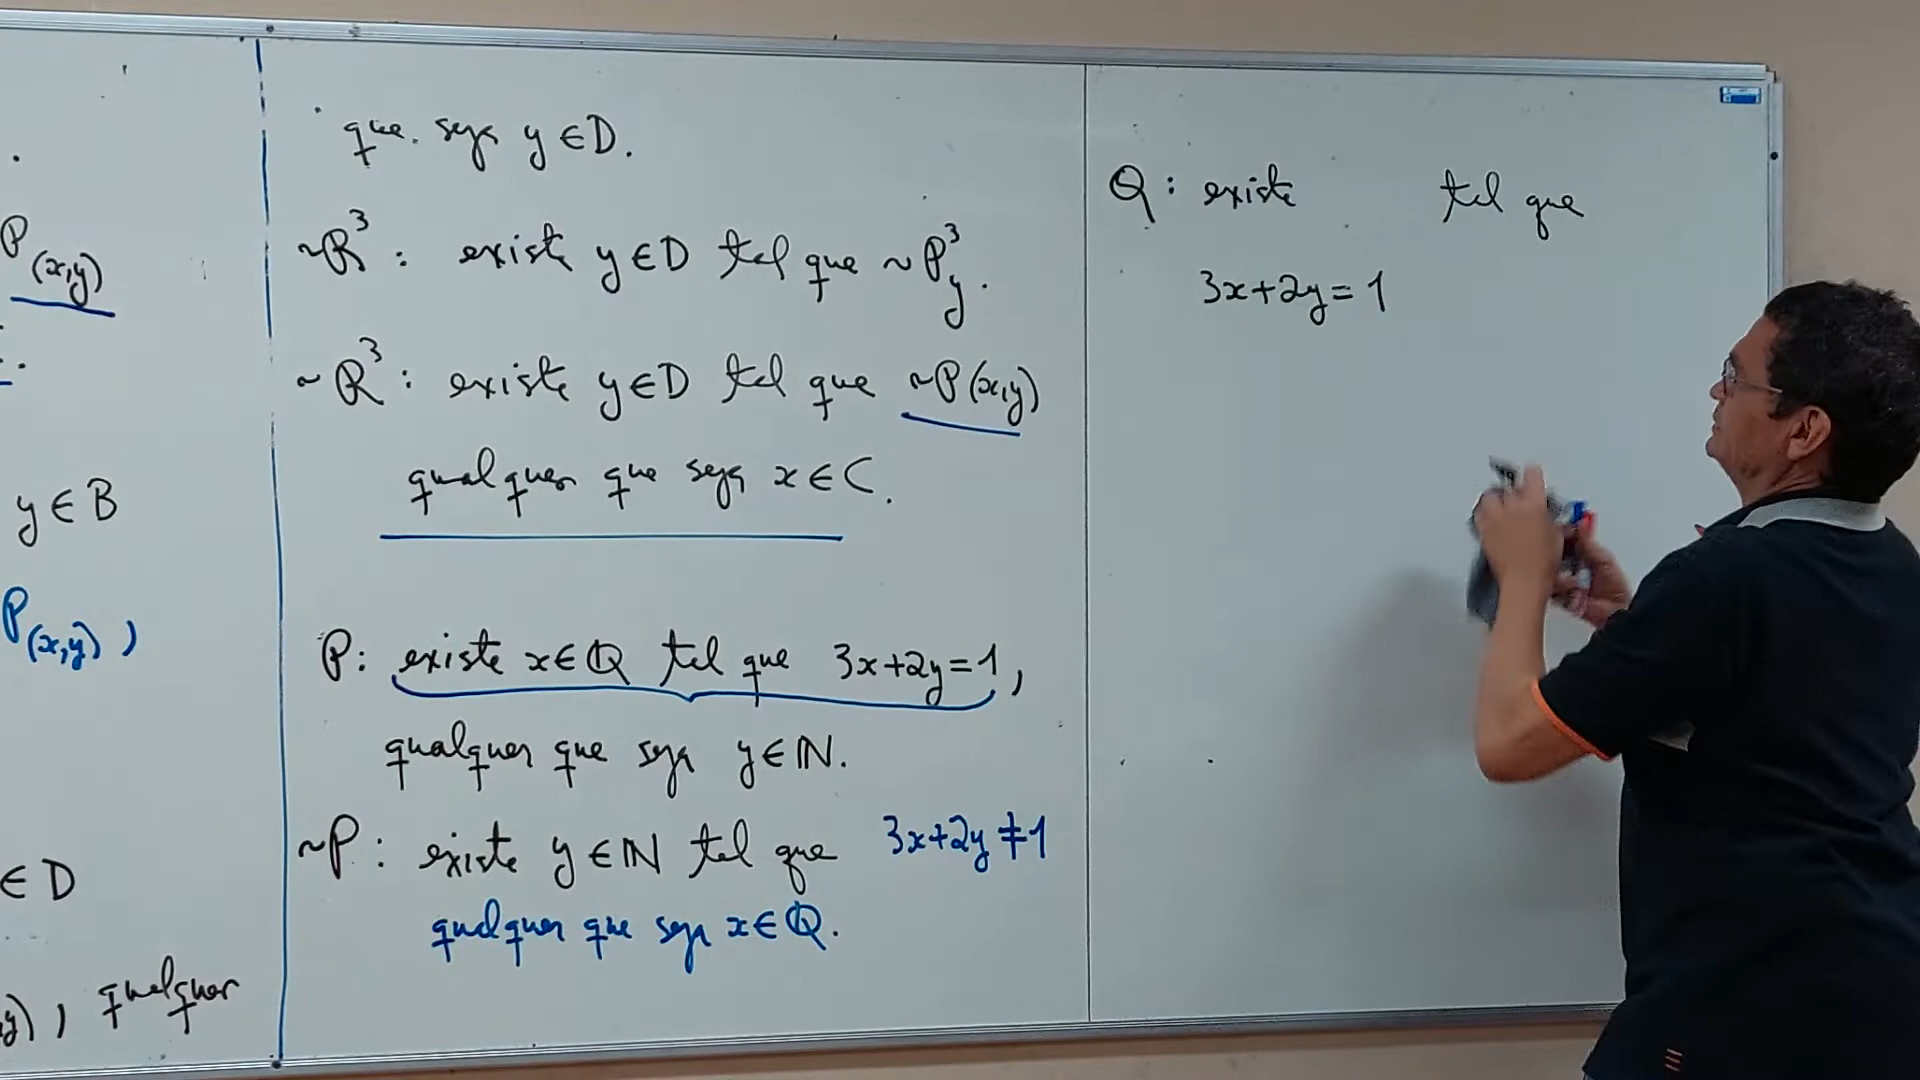 P(x,y)
y ∈ B
P(x,y) ,
∈ D
y) , qualquer
que seja y ∈ D.
~R³ : existe y ∈ D tal que ~P³y.
~R³ : existe y ∈ D tal que ~P(x,y)
qualquer que seja x ∈ C.
P: existe x ∈ ℚ tal que 3x+2y=1,
qualquer que seja y ∈ ℕ.
~P : existe y ∈ ℕ tal que 3x+2y ≠ 1
qualquer que seja x ∈ ℚ.
Q : existe tal que
3x+2y = 1